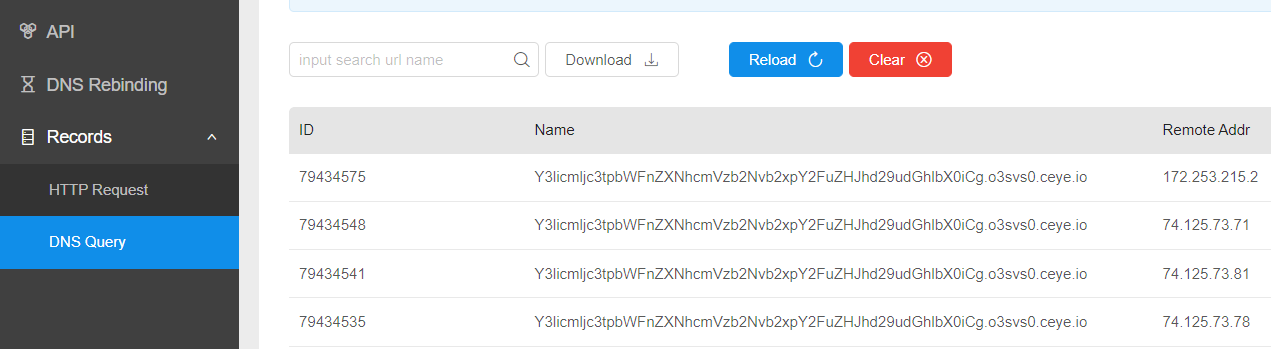 API
input search url name
Download
Reload
Clear
DNS Rebinding
Records
ID Name Remote Addr
HTTP Request
79434575 Y3licmljc3tpbWFnZXNhcmVzb2Nvb2xpY2FuZHJhd29udGhlbX0iCg.o3svs0.ceye.io 172.253.215.2
79434548 Y3licmljc3tpbWFnZXNhcmVzb2Nvb2xpY2FuZHJhd29udGhlbX0iCg.o3svs0.ceye.io 74.125.73.71
DNS Query
79434541 Y3licmljc3tpbWFnZXNhcmVzb2Nvb2xpY2FuZHJhd29udGhlbX0iCg.o3svs0.ceye.io 74.125.73.81
79434535 Y3licmljc3tpbWFnZXNhcmVzb2Nvb2xpY2FuZHJhd29udGhlbX0iCg.o3svs0.ceye.io 74.125.73.78